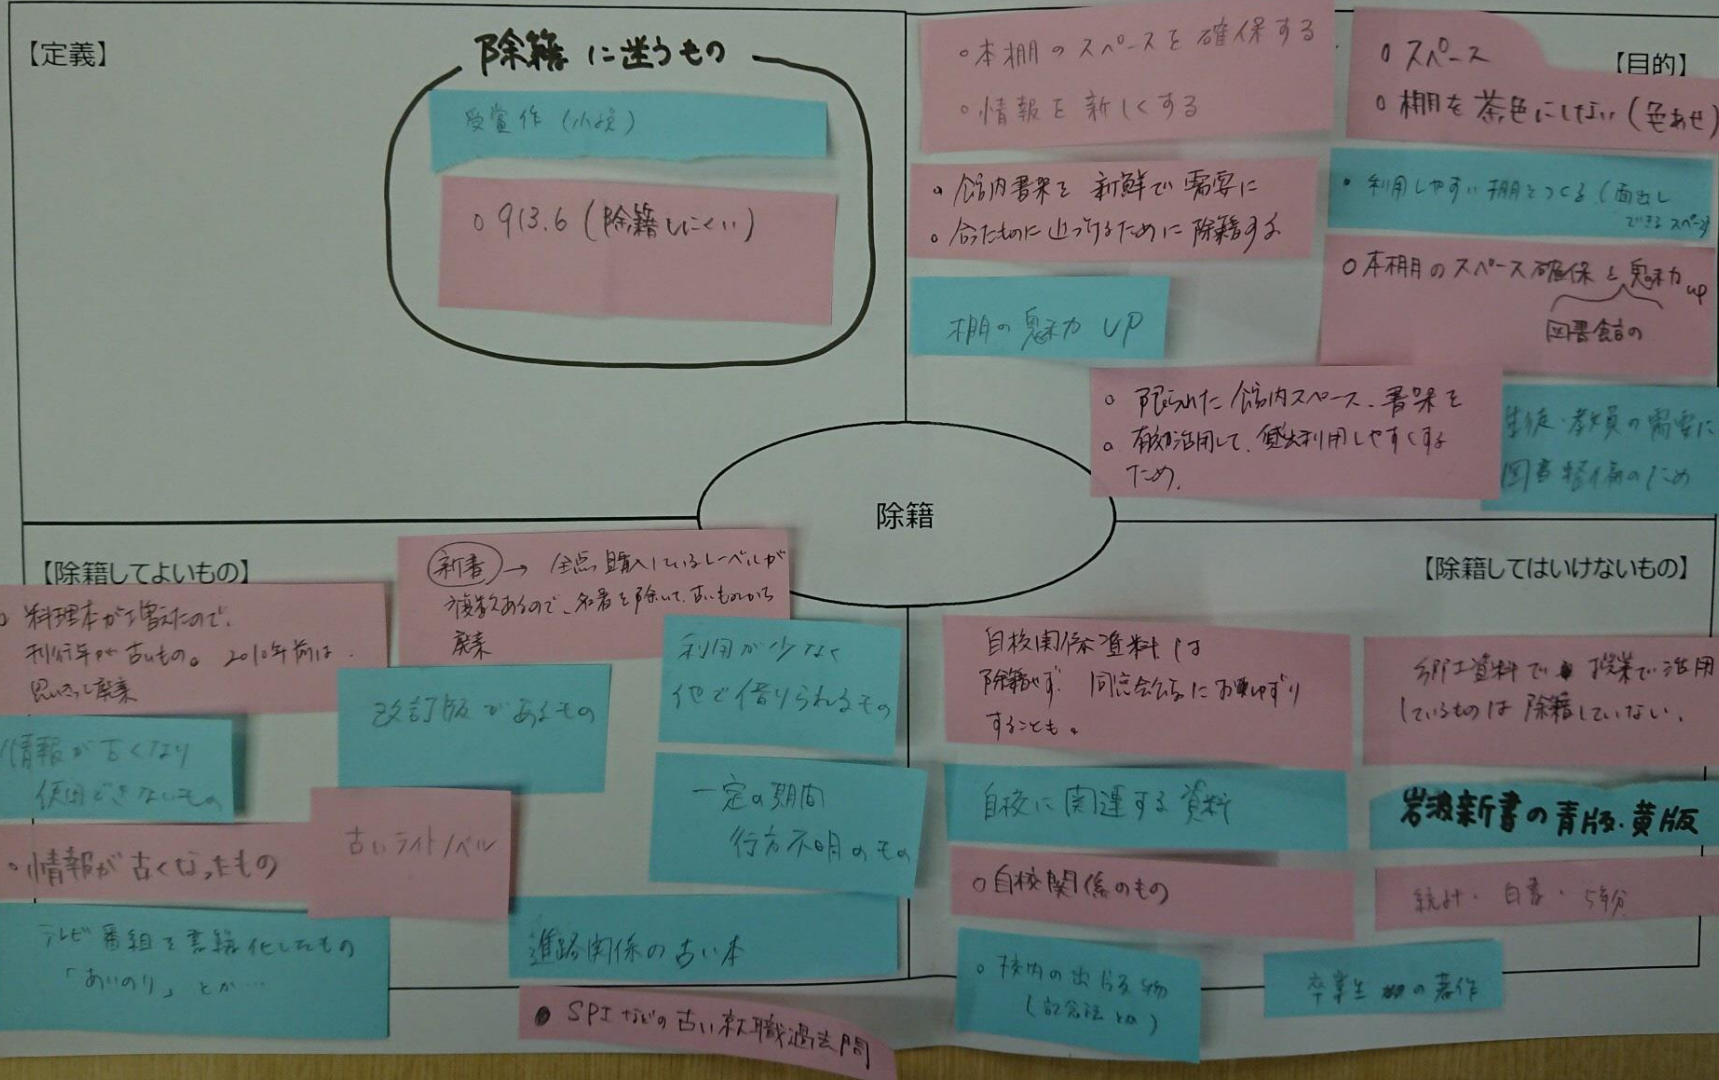 【定義】
除籍に迷うもの
受賞作（小説）
○913.6（除籍しにくい）
【目的】
○本棚のスペースを確保する
○情報を新しくする
○スペース
○棚を茶色にしない（色あせ）
・館内書架を新鮮で需要に
・合ったものに近づけるために除籍する
・利用しやすい棚をつくる（面出し
できるスペース
棚の魅力UP
○本棚のスペース確保と魅力up
図書館の
○限られた館内スペース、書架を
○有効活用して、貸出利用しやすくする
ため。
生徒・教員の需要に
図書整備のため
除籍
【除籍してよいもの】
○料理本が増えたので、
刊行年が古いもの。2010年前は
思いきって廃棄
新書→全点購入しているレーベルが
複数あるので、名著を除いて、古いものから
廃棄
利用が少なく
他で借りられるもの
改訂版があるもの
情報が古くなり
使用できないもの
一定の期間
行方不明のもの
古いライトノベル
○情報が古くなったもの
テレビ番組を書籍化したもの
「あいのり」とか…
進路関係の古い本
●SPIなどの古い就職過去問
【除籍してはいけないもの】
自校関係資料は
除籍せず、同窓会などにおゆずり
することも。
郷土資料で授業で活用
しているものは除籍していない。
自校に関連する資料
岩波新書の青版・黄版
○自校関係のもの
統計・白書・5年分
○校内の出版物
（記念誌とか）
卒業生の著作